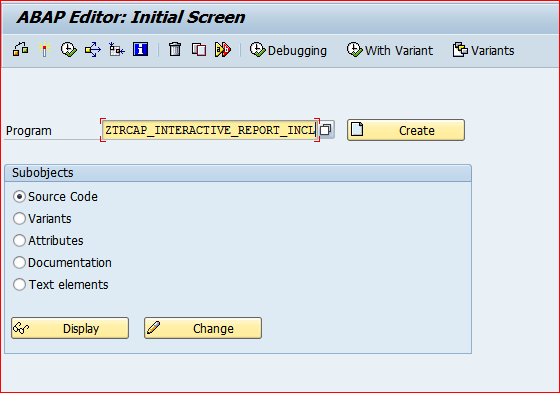 ABAP Editor: Initial Screen
Debugging With Variant Variants
Program ZTRCAP_INTERACTIVE_REPORT_INCL Create
Subobjects
Source Code
Variants
Attributes
Documentation
Text elements
Display Change